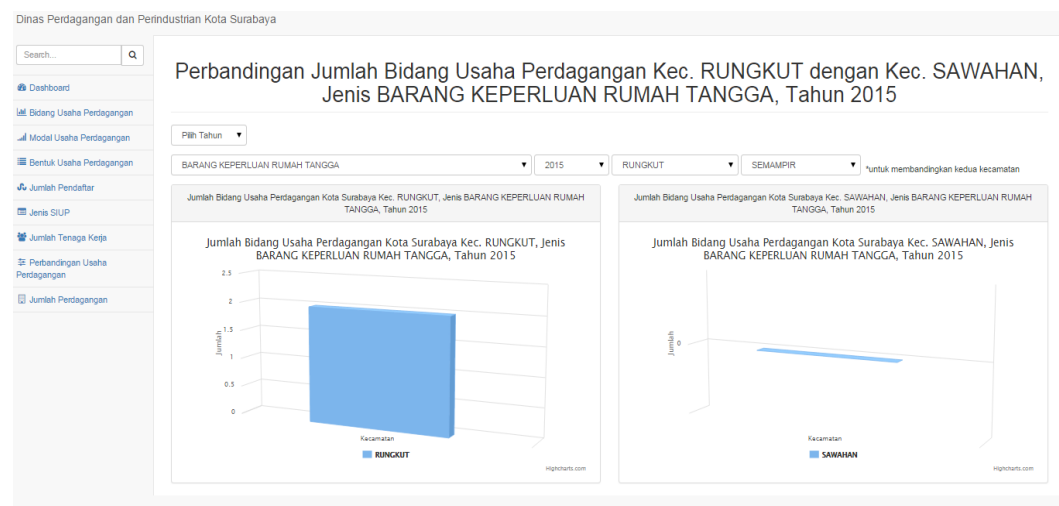 Dinas Perdagangan dan Perindustrian Kota Surabaya
Search...
Dashboard
Bidang Usaha Perdagangan
Modal Usaha Perdagangan
Bentuk Usaha Perdagangan
Jumlah Pendaftar
Jenis SIUP
Jumlah Tenaga Kerja
Perbandingan Usaha
Perdagangan
Jumlah Perdagangan
Perbandingan Jumlah Bidang Usaha Perdagangan Kec. RUNGKUT dengan Kec. SAWAHAN,
Jenis BARANG KEPERLUAN RUMAH TANGGA, Tahun 2015
Pilih Tahun
BARANG KEPERLUAN RUMAH TANGGA 2015 RUNGKUT SEMAMPIR *untuk membandingkan kedua kecamatan
Jumlah Bidang Usaha Perdagangan Kota Surabaya Kec. RUNGKUT, Jenis BARANG KEPERLUAN RUMAH
TANGGA, Tahun 2015
Jumlah Bidang Usaha Perdagangan Kota Surabaya Kec. RUNGKUT, Jenis
BARANG KEPERLUAN RUMAH TANGGA, Tahun 2015
2.5
2
1.5
1
0.5
0
Jumlah
Kecamatan
RUNGKUT
Highcharts.com
Jumlah Bidang Usaha Perdagangan Kota Surabaya Kec. SAWAHAN, Jenis BARANG KEPERLUAN RUMAH
TANGGA, Tahun 2015
Jumlah Bidang Usaha Perdagangan Kota Surabaya Kec. SAWAHAN, Jenis
BARANG KEPERLUAN RUMAH TANGGA, Tahun 2015
0
Jumlah
Kecamatan
SAWAHAN
Highcharts.com